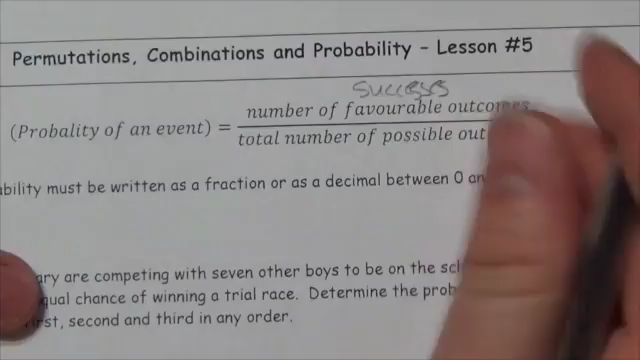 Permutations, Combinations and Probability – Lesson #5
success
(Probality of an event) = number of favourable outcomes
total number of possible out
ability must be written as a fraction or as a decimal between 0 an
ary are competing with seven other boys to be on the sc
qual chance of winning a trial race. Determine the prob
irst, second and third in any order.